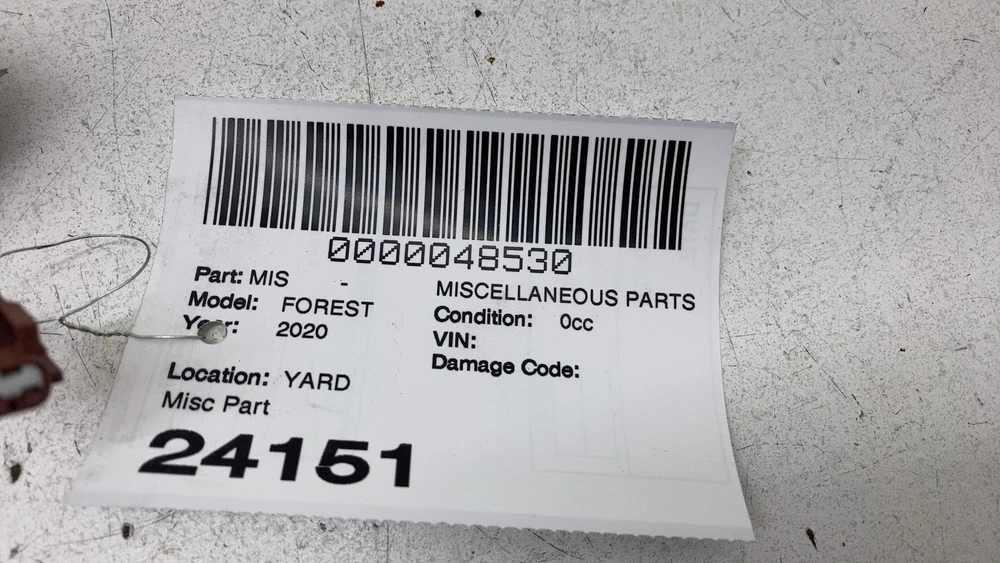 0000048530
Part: MIS -
MISCELLANEOUS PARTS
Model: FOREST
Condition: 0cc
Year: 2020
VIN:
Damage Code:
Location: YARD
Misc Part
24151